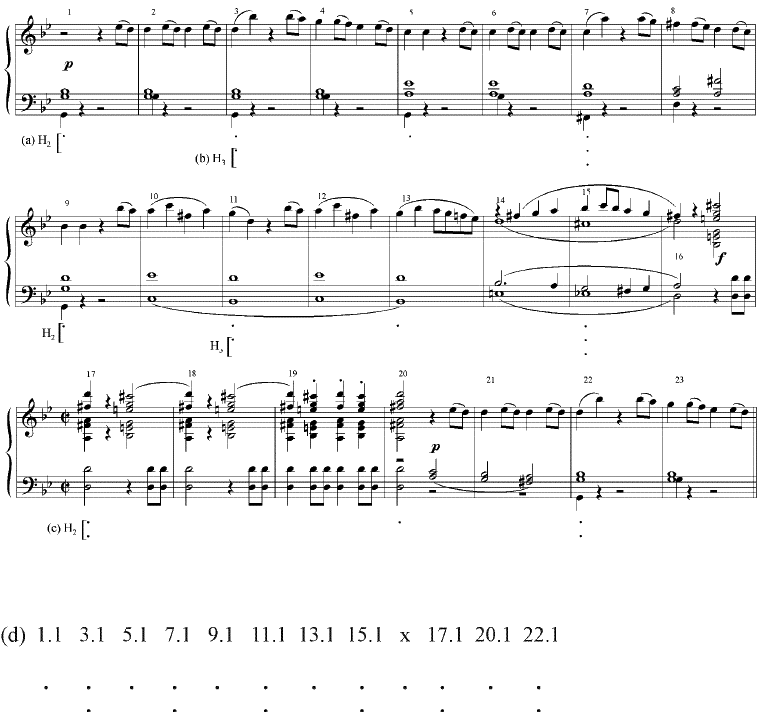 1 2 3 4 5 6 7 8
p
(a) H2 [
(b) H3 [
9 10 11 12 13 14 15
16
f
H2 [
H3 [
17 18 19 20 21 22 23
p
(c) H2 [
(d) 1.1 3.1 5.1 7.1 9.1 11.1 13.1 15.1 x 17.1 20.1 22.1